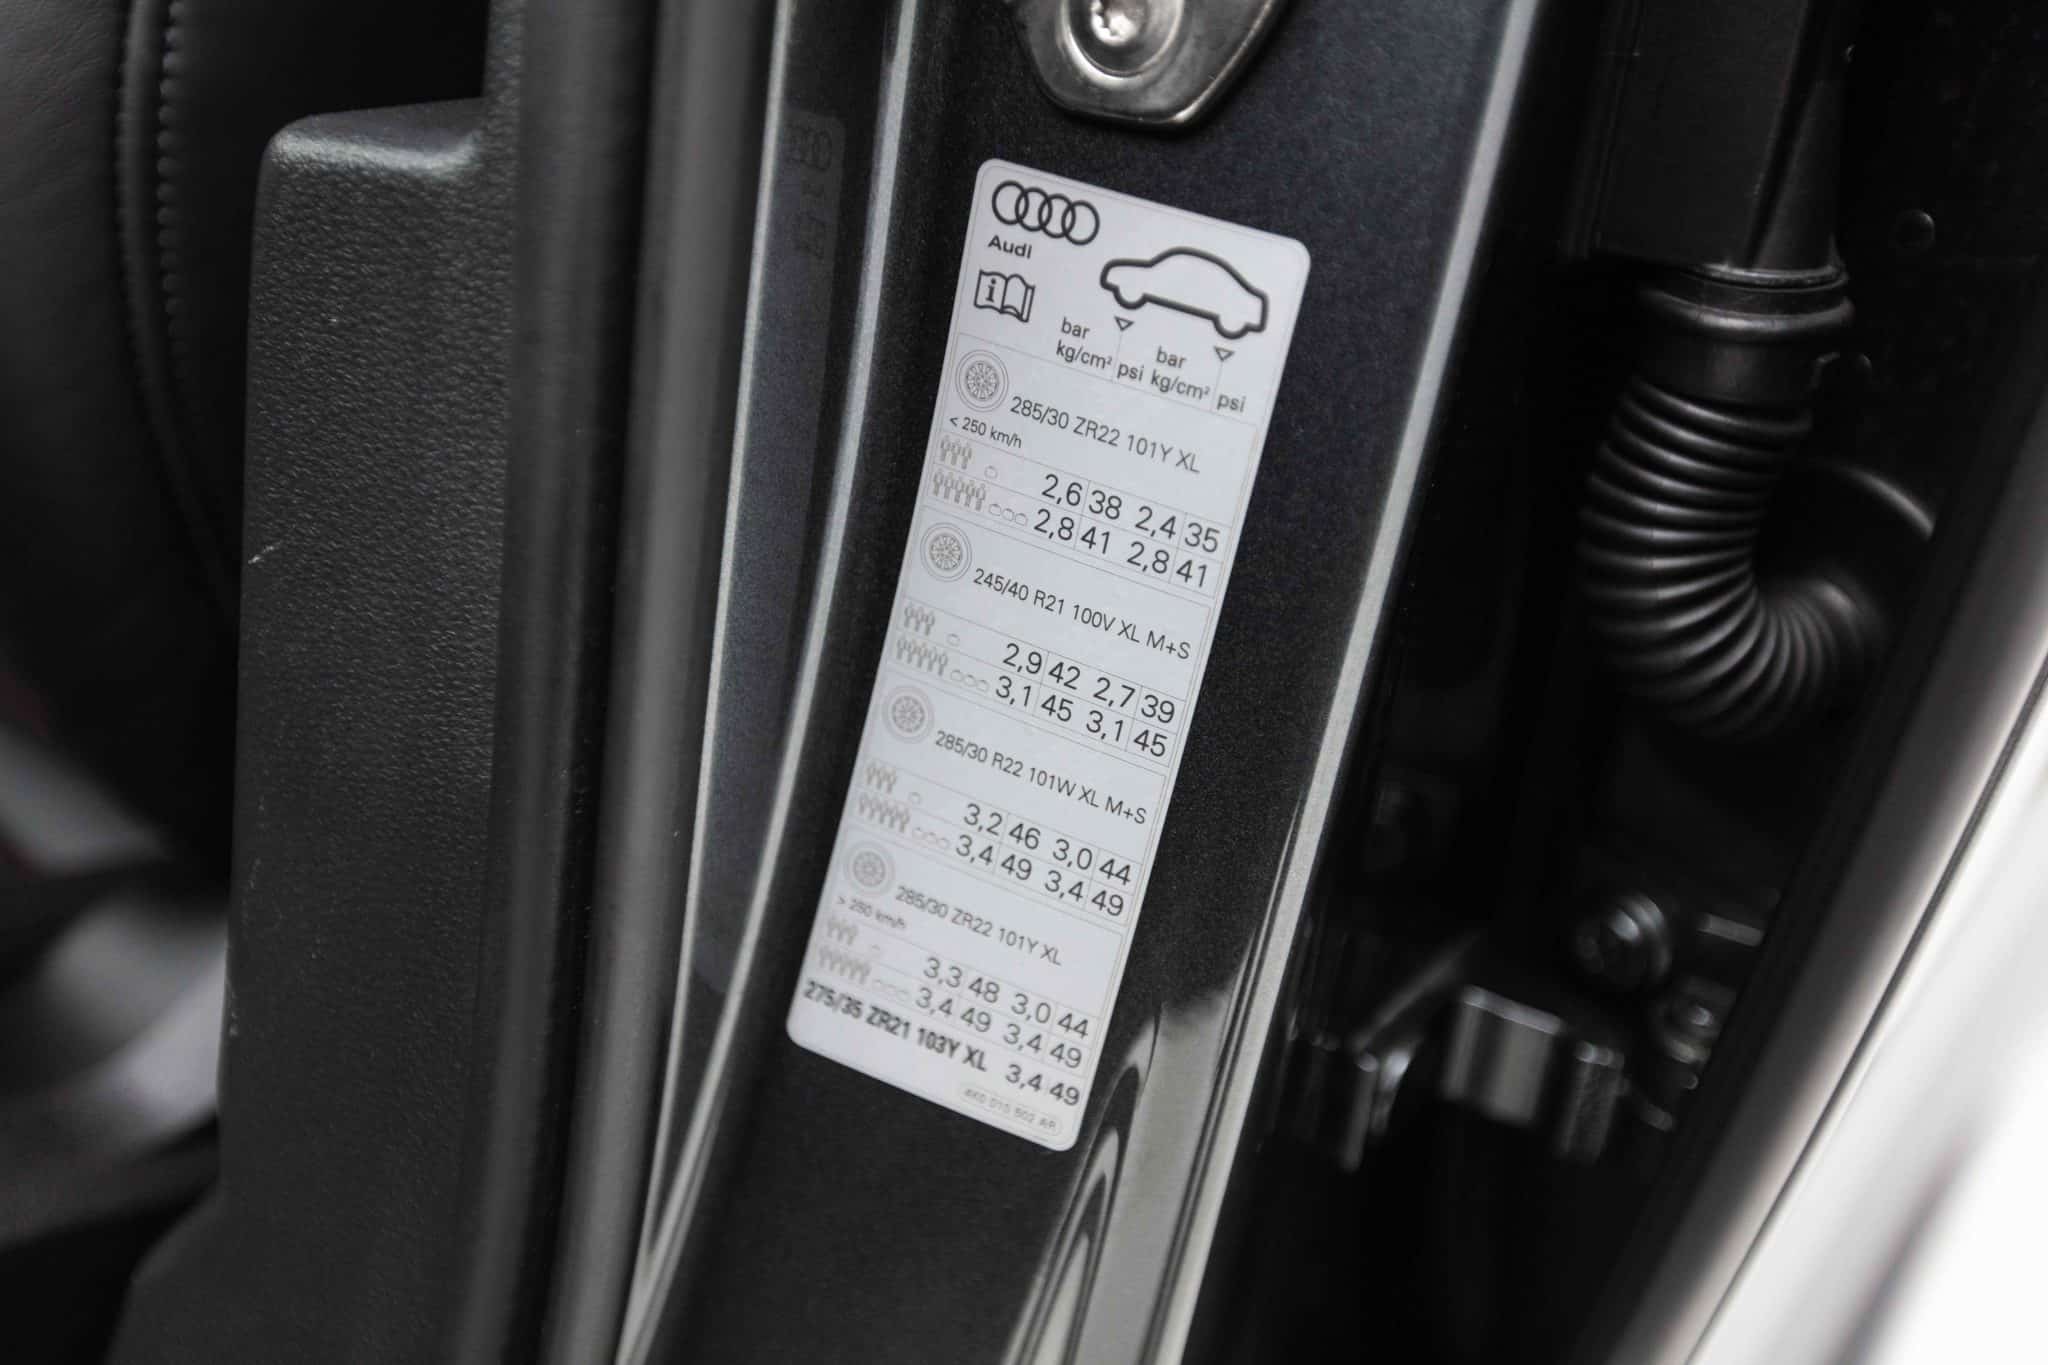 Audi
i
bar bar
kg/cm² psi kg/cm² psi
285/30 ZR22 101Y XL
< 250 km/h
2,6 38 2,4 35
2,8 41 2,8 41
245/40 R21 100V XL M+S
2,9 42 2,7 39
3,1 45 3,1 45
285/30 R22 101W XL M+S
3,2 46 3,0 44
3,4 49 3,4 49
285/30 ZR22 101Y XL
> 250 km/h
3,3 48 3,0 44
3,4 49 3,4 49
275/35 ZR21 103Y XL 3,4 49